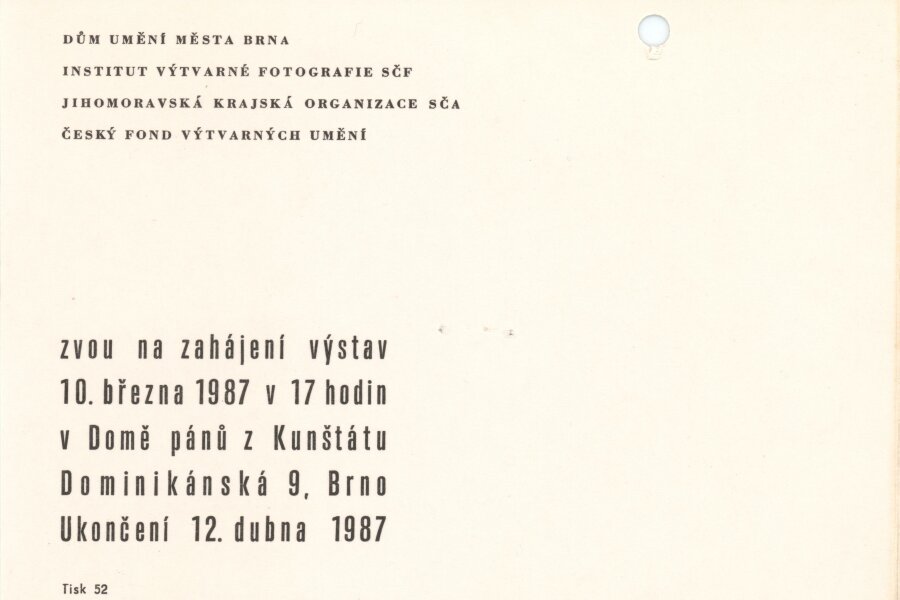 DŮM UMĚNÍ MĚSTA BRNA
INSTITUT VÝTVARNÉ FOTOGRAFIE SČF
JIHOMORAVSKÁ KRAJSKÁ ORGANIZACE SČA
ČESKÝ FOND VÝTVARNÝCH UMĚNÍ
zvou na zahájení výstav
10. března 1987 v 17 hodin
v Domě pánů z Kunštátu
Dominikánská 9, Brno
Ukončení 12. dubna 1987
Tisk 52